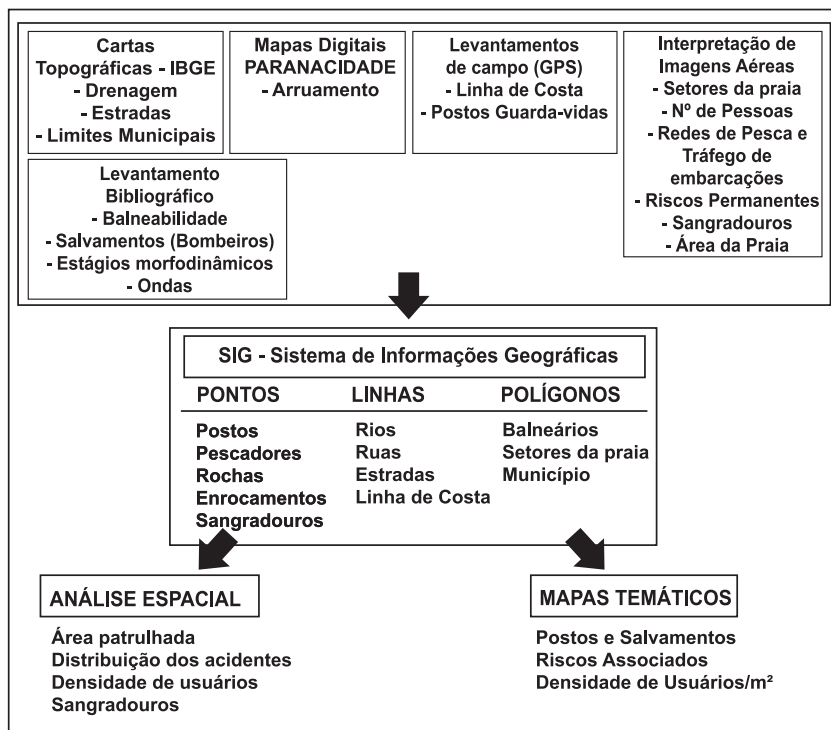 Cartas
Topográficas - IBGE
- Drenagem
- Estradas
- Limites Municipais
Mapas Digitais
PARANACIDADE
- Arruamento
Levantamentos
de campo (GPS)
- Linha de Costa
- Postos Guarda-vidas
Interpretação de
Imagens Aéreas
- Setores da praia
- Nº de Pessoas
- Redes de Pesca e
Tráfego de
embarcações
- Riscos Permanentes
- Sangradouros
- Área da Praia
Levantamento
Bibliográfico
- Balneabilidade
- Salvamentos (Bombeiros)
- Estágios morfodinâmicos
- Ondas
SIG - Sistema de Informações Geográficas
PONTOS
Postos
Pescadores
Rochas
Enrocamentos
Sangradouros
LINHAS
Rios
Ruas
Estradas
Linha de Costa
POLÍGONOS
Balneários
Setores da praia
Município
ANÁLISE ESPACIAL
Área patrulhada
Distribuição dos acidentes
Densidade de usuários
Sangradouros
MAPAS TEMÁTICOS
Postos e Salvamentos
Riscos Associados
Densidade de Usuários/m²